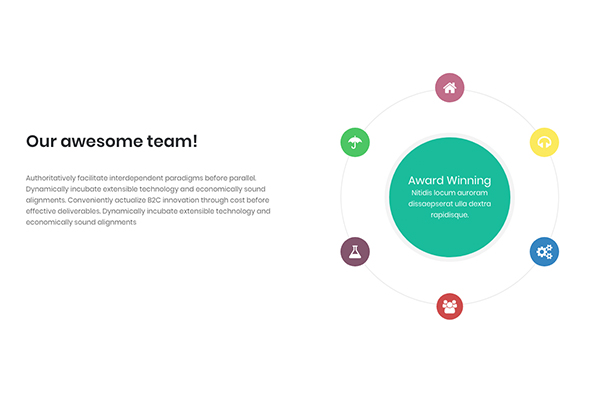 Our awesome team!
Authoritatively facilitate interdependent paradigms before parallel.
Dynamically incubate extensible technology and economically sound
alignments. Conveniently actualize B2C innovation through cost before
effective deliverables. Dynamically incubate extensible technology and
economically sound alignments
Award Winning
Nitidis locum auroram
dissaepserat ulla dextra
rapidisque.